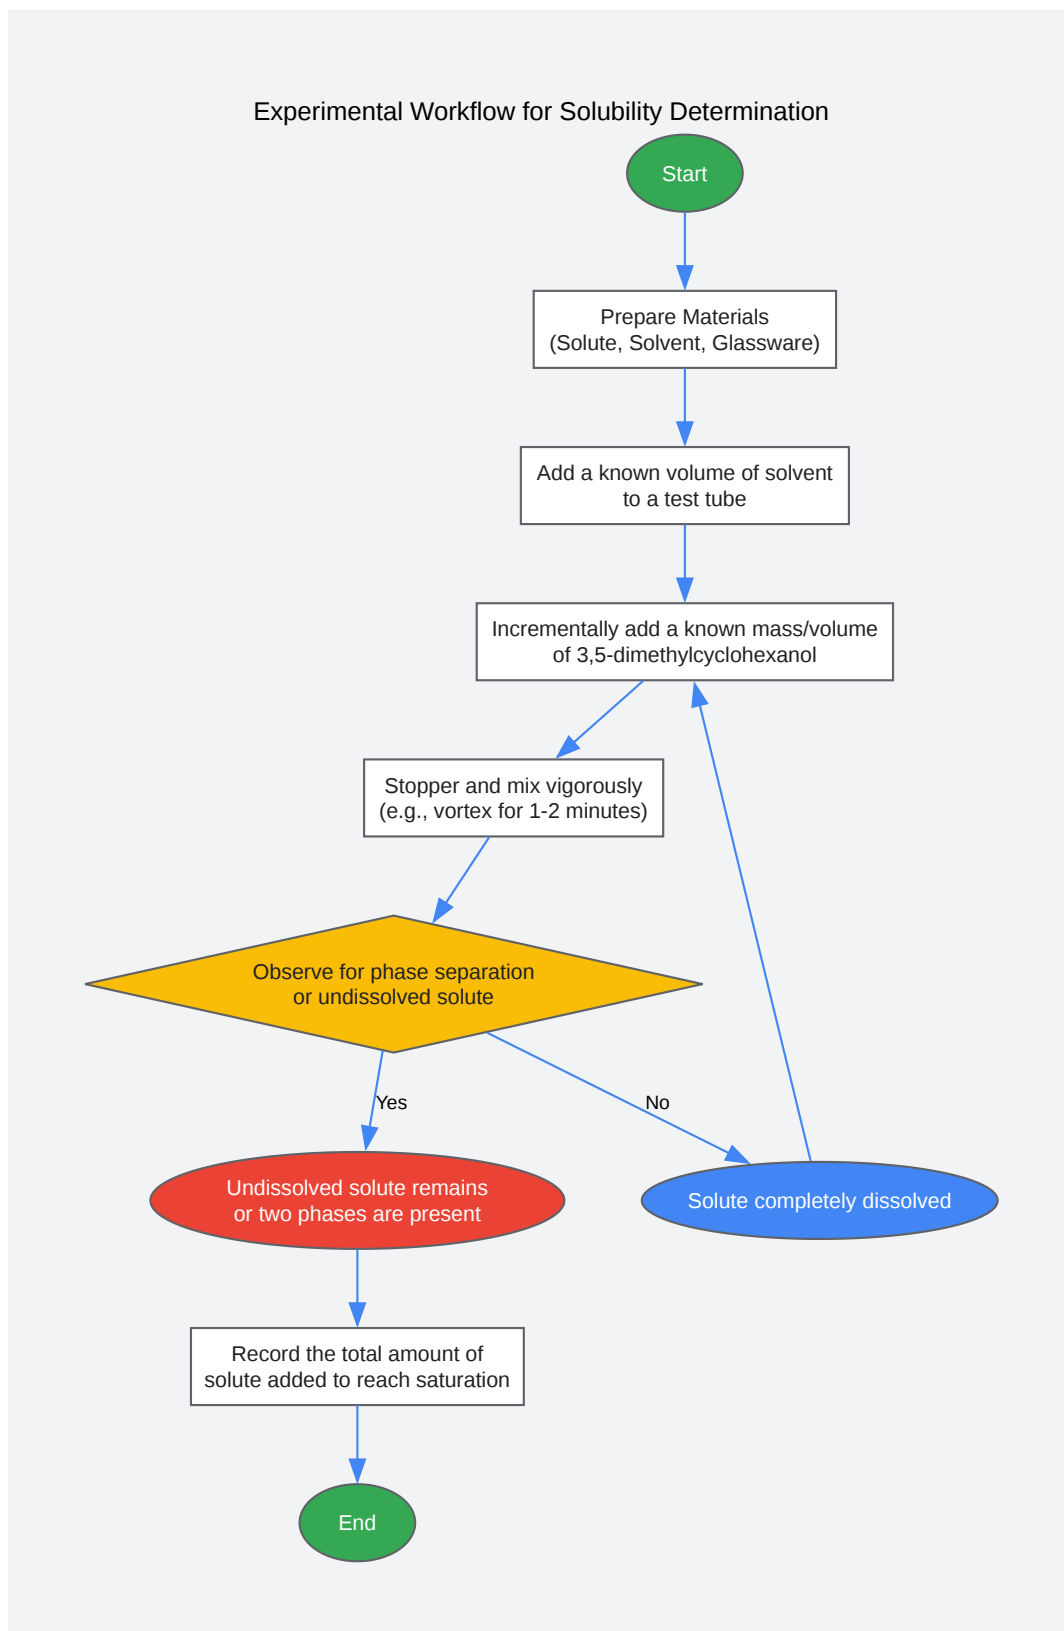 Experimental Workflow for Solubility Determination
Start
Prepare Materials
(Solute, Solvent, Glassware)
Add a known volume of solvent
to a test tube
Incrementally add a known mass/volume
of 3,5-dimethylcyclohexanol
Stopper and mix vigorously
(e.g., vortex for 1-2 minutes)
Observe for phase separation
or undissolved solute
Yes
No
Undissolved solute remains
or two phases are present
Solute completely dissolved
Record the total amount of
solute added to reach saturation
End